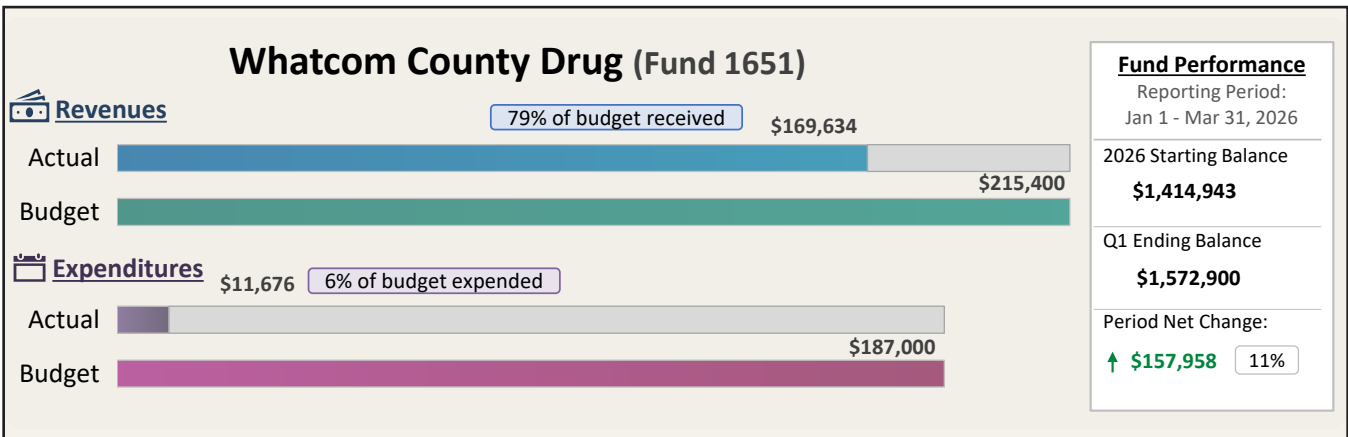 Whatcom County Drug (Fund 1651)
Revenues
79% of budget received
$169,634
Actual
$215,400
Budget
Expenditures
$11,676
6% of budget expended
Actual
$187,000
Budget
Fund Performance
Reporting Period:
Jan 1 - Mar 31, 2026
2026 Starting Balance
$1,414,943
Q1 Ending Balance
$1,572,900
Period Net Change:
$157,958
11%